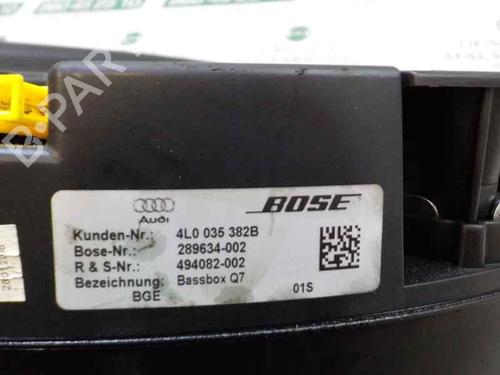 BOSE
Audi
Kunden-Nr.: 4L0 035 382B
Bose-Nr.: 289634-002
R & S-Nr.: 494082-002
Bezeichnung: Bassbox Q7
BGE
01S
B-PARTS